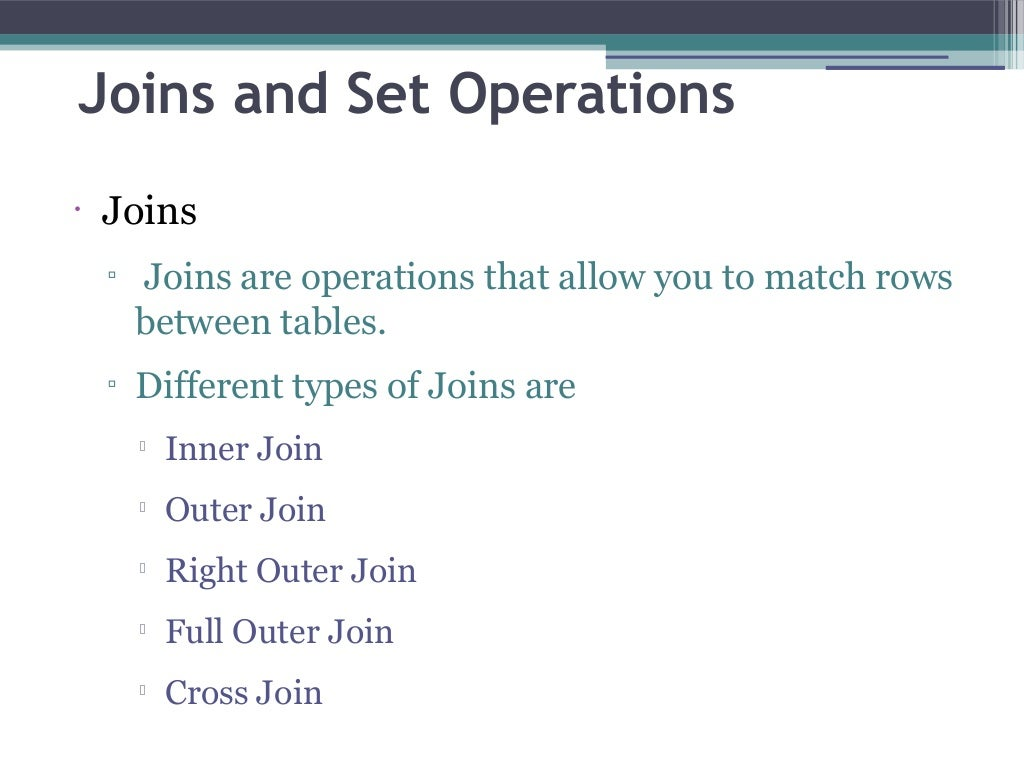 Joins and Set Operations
Joins
Joins are operations that allow you to match rows
between tables.
Different types of Joins are
Inner Join
Outer Join
Right Outer Join
Full Outer Join
Cross Join